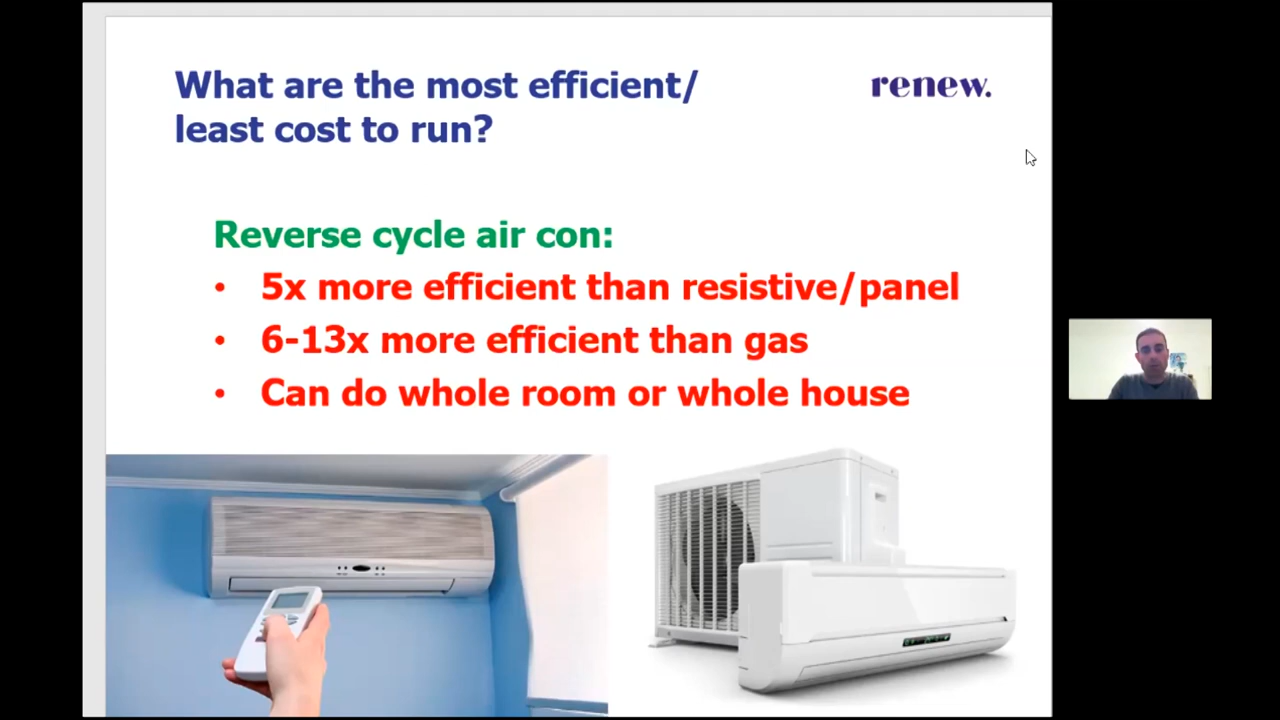 What are the most efficient/
least cost to run?
renew.
Reverse cycle air con:
• 5x more efficient than resistive/panel
• 6-13x more efficient than gas
• Can do whole room or whole house